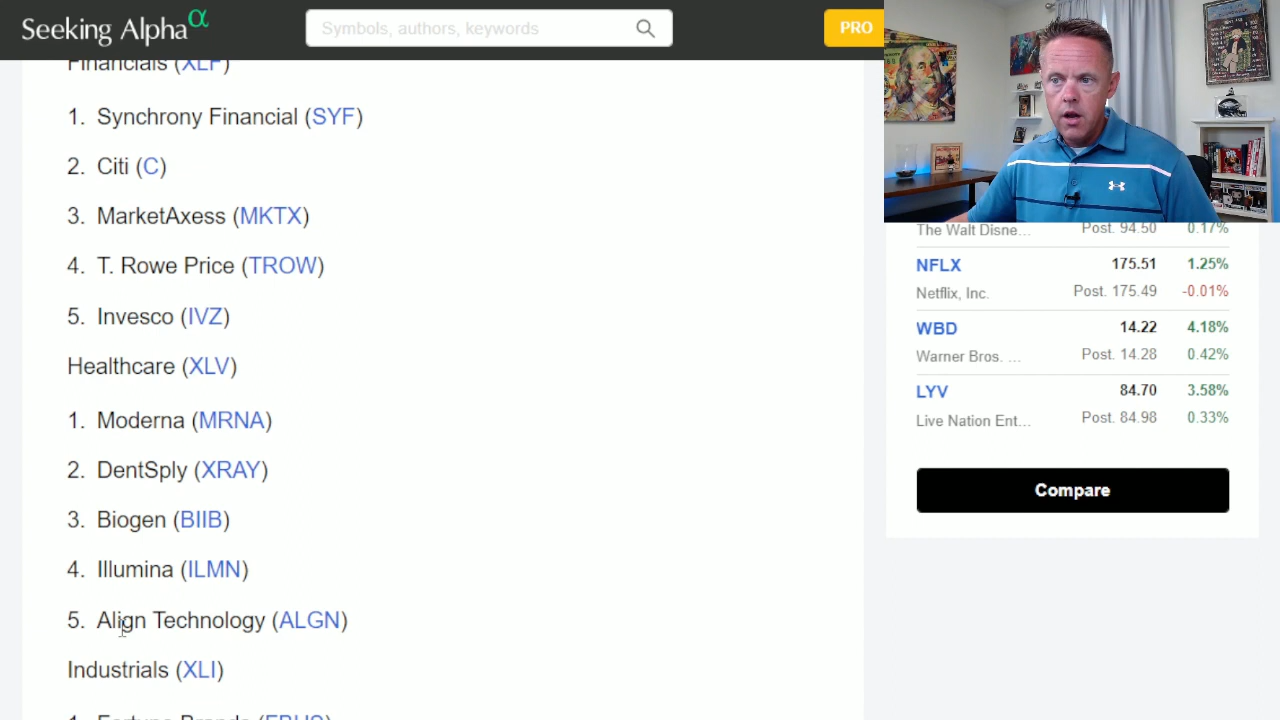 Seeking Alpha α
Symbols, authors, keywords
PRO
Financials (XLF)
1. Synchrony Financial (SYF)
2. Citi (C)
3. MarketAxess (MKTX)
4. T. Rowe Price (TROW)
5. Invesco (IVZ)
Healthcare (XLV)
1. Moderna (MRNA)
2. DentSply (XRAY)
3. Biogen (BIIB)
4. Illumina (ILMN)
5. Align Technology (ALGN)
Industrials (XLI)
1. Fortune Brands (FBHS)
The Walt Disne... Post. 94.50 0.17%
NFLX 175.51 1.25%
Netflix, Inc. Post. 175.49 -0.01%
WBD 14.22 4.18%
Warner Bros. ... Post. 14.28 0.42%
LYV 84.70 3.58%
Live Nation Ent... Post. 84.98 0.33%
Compare